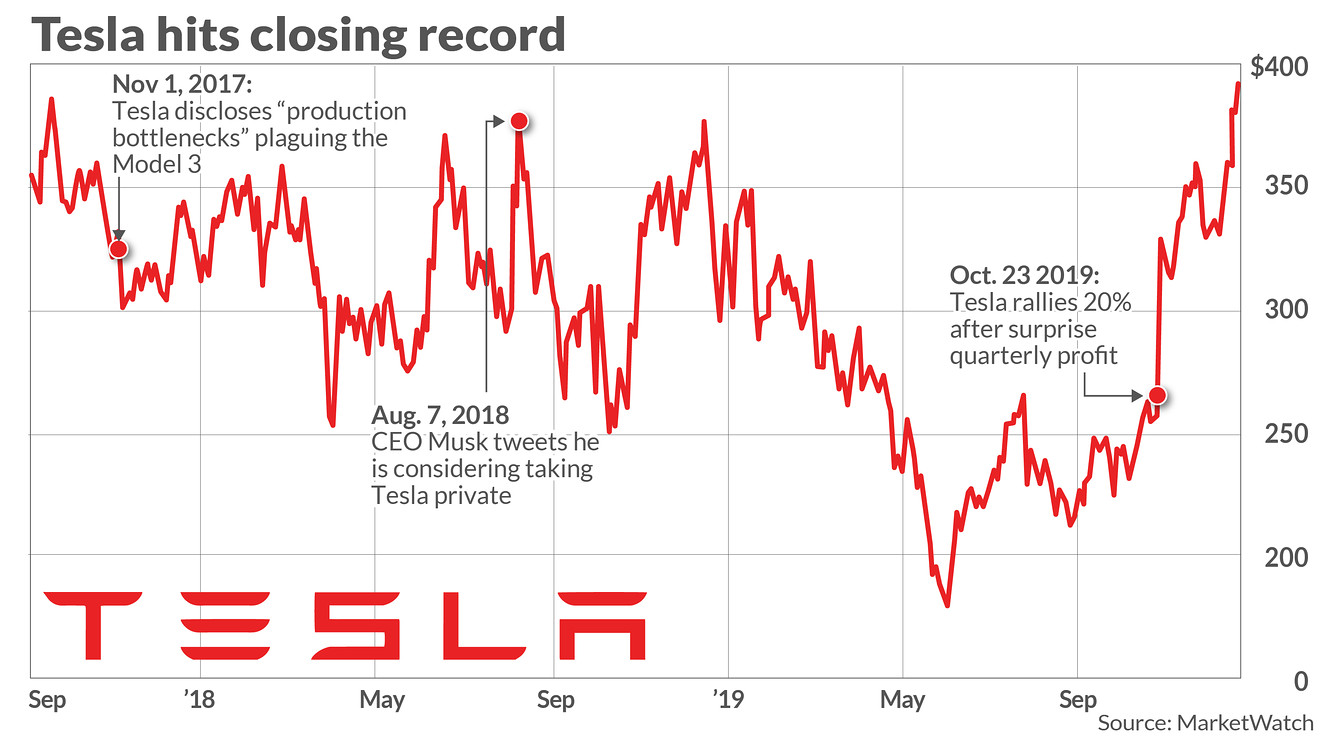 Tesla hits closing record
$400
Nov 1, 2017:
Tesla discloses “production
bottlenecks” plaguing the
Model 3
350
Oct. 23 2019:
Tesla rallies 20%
after surprise
quarterly profit
300
Aug. 7, 2018
CEO Musk tweets he
is considering taking
Tesla private
250
200
TESLA
0
Sep ’18 May Sep ’19 May Sep
Source: MarketWatch